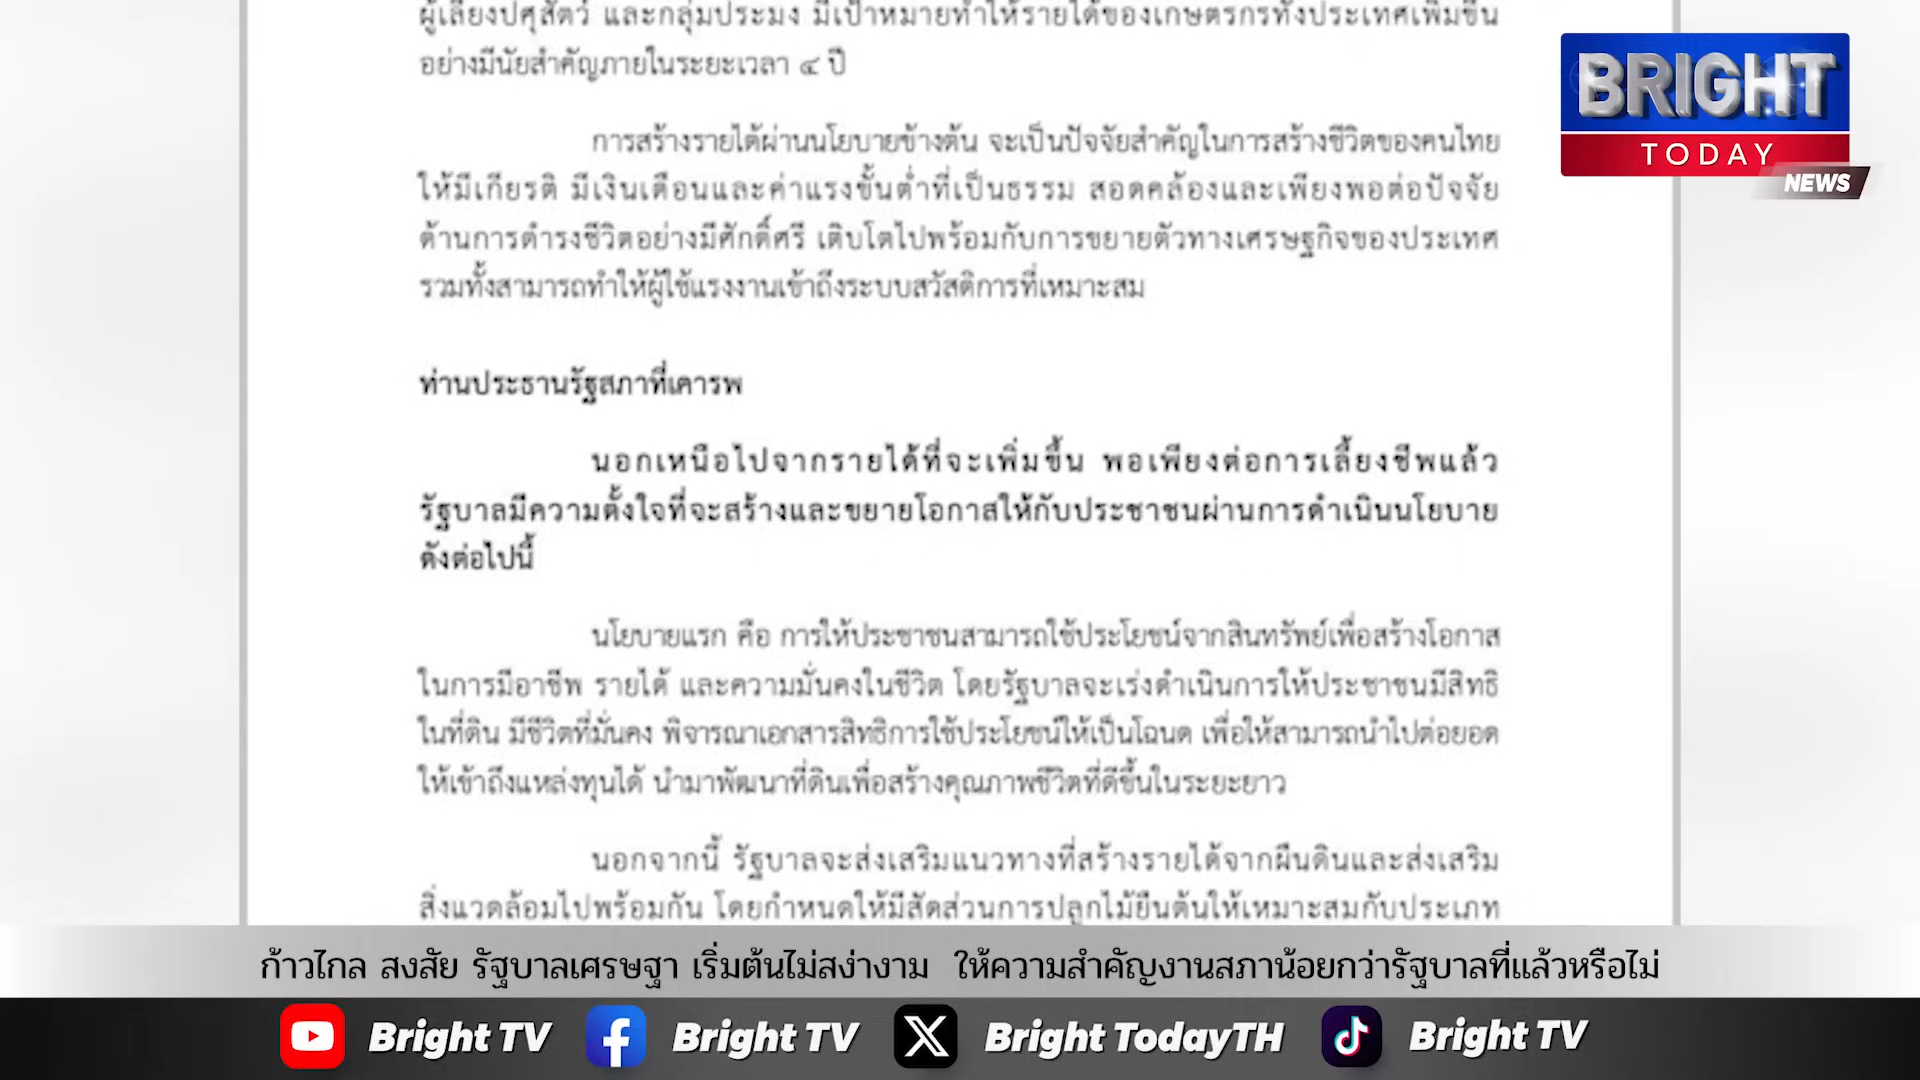 ผู้เลี้ยงปศุสัตว์ และกลุ่มประมง มีเป้าหมายทำให้รายได้ของเกษตรกรทั้งประเทศเพิ่มขึ้น
อย่างมีนัยสำคัญภายในระยะเวลา ๔ ปี
การสร้างรายได้ผ่านนโยบายข้างต้น จะเป็นปัจจัยสำคัญในการสร้างชีวิตของคนไทย
ให้มีเกียรติ มีเงินเดือนและค่าแรงขั้นต่ำที่เป็นธรรม สอดคล้องและเพียงพอต่อปัจจัย
ด้านการดำรงชีวิตอย่างมีศักดิ์ศรี เติบโตไปพร้อมกับการขยายตัวทางเศรษฐกิจของประเทศ
รวมทั้งสามารถทำให้ผู้ใช้แรงงานเข้าถึงระบบสวัสดิการที่เหมาะสม
ท่านประธานรัฐสภาที่เคารพ
นอกเหนือไปจากรายได้ที่จะเพิ่มขึ้น พอเพียงต่อการเลี้ยงชีพแล้ว
รัฐบาลมีความตั้งใจที่จะสร้างและขยายโอกาสให้กับประชาชนผ่านการดำเนินนโยบาย
ดังต่อไปนี้
นโยบายแรก คือ การให้ประชาชนสามารถใช้ประโยชน์จากสินทรัพย์เพื่อสร้างโอกาส
ในการมีอาชีพ รายได้ และความมั่นคงในชีวิต โดยรัฐบาลจะเร่งดำเนินการให้ประชาชนมีสิทธิ
ในที่ดิน มีชีวิตที่มั่นคง พิจารณาเอกสารสิทธิการใช้ประโยชน์ให้เป็นโฉนด เพื่อให้สามารถนำไปต่อยอด
ให้เข้าถึงแหล่งทุนได้ นำมาพัฒนาที่ดินเพื่อสร้างคุณภาพชีวิตที่ดีขึ้นในระยะยาว
นอกจากนี้ รัฐบาลจะส่งเสริมแนวทางที่สร้างรายได้จากผืนดินและส่งเสริม
สิ่งแวดล้อมไปพร้อมกัน โดยกำหนดให้มีสัดส่วนการปลูกไม้ยืนต้นให้เหมาะสมกับประเภท
BRIGHT
TODAY
NEWS
ก้าวไกล สงสัย รัฐบาลเศรษฐา เริ่มต้นไม่สง่างาม ให้ความสำคัญงานสภาน้อยกว่ารัฐบาลที่แล้วหรือไม่
Bright TV Bright TV Bright TodayTH Bright TV